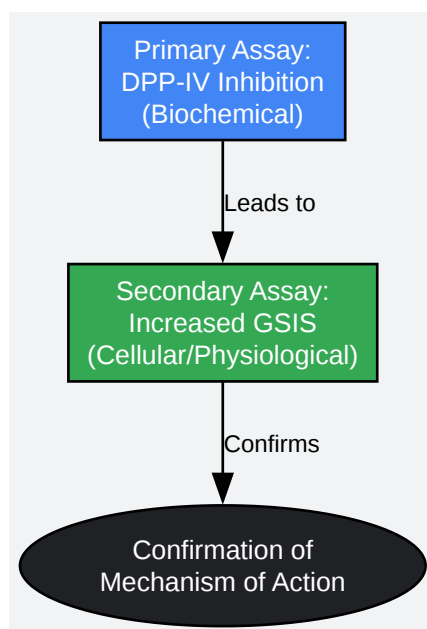 Primary Assay:
DPP-IV Inhibition
(Biochemical)
Leads to
Secondary Assay:
Increased GSIS
(Cellular/Physiological)
Confirms
Confirmation of
Mechanism of Action